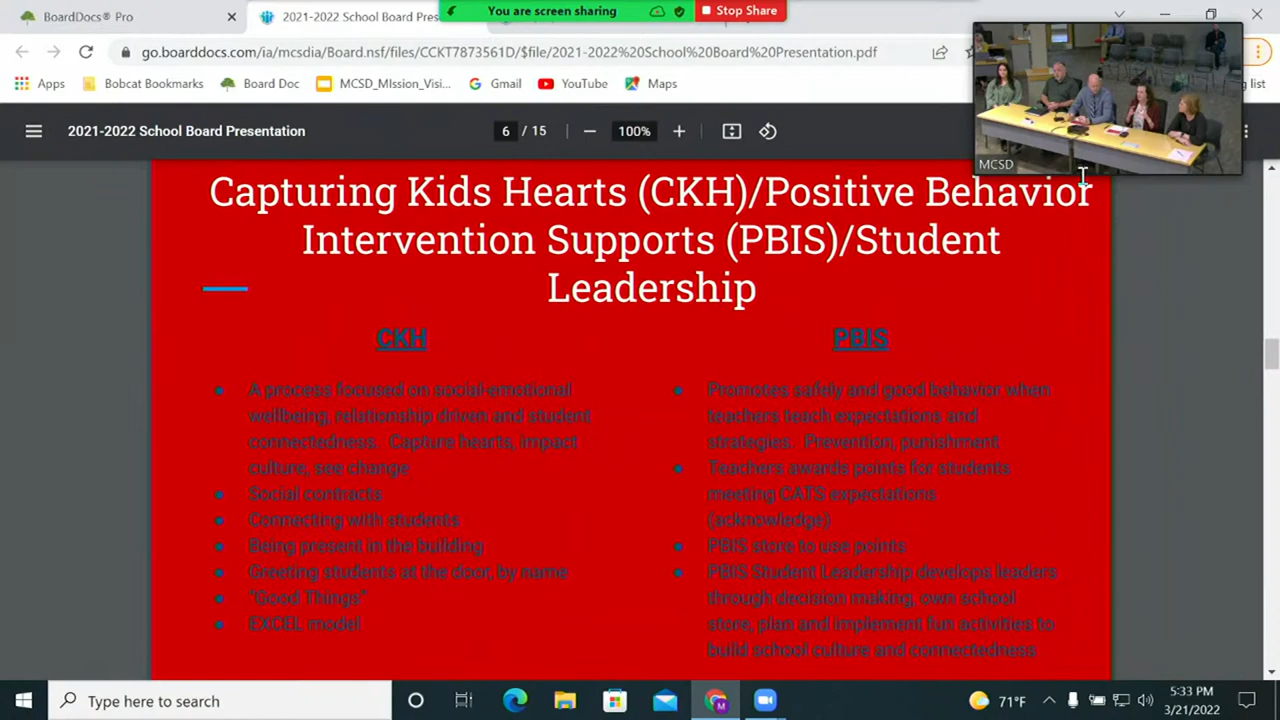 BoardDocs® Pro
2021-2022 School Board Pres
You are screen sharing
Stop Share
go.boarddocs.com/ia/mcsdia/Board.nsf/files/CCKT7873561D/$file/2021-2022%20School%20Board%20Presentation.pdf
Apps
Bobcat Workbooks
Board Doc
MCSD_MIssion_Visi...
Gmail
YouTube
Maps
g list
2021-2022 School Board Presentation
6 / 15
100%
MCSD
Capturing Kids Hearts (CKH)/Positive Behavior
Intervention Supports (PBIS)/Student
Leadership
CKH
A process focused on social-emotional
wellbeing, relationship driven and student
connectedness. Capture hearts, impact
culture, see change
Social contracts
Connecting with students
Being present in the building
Greeting students at the door, by name
"Good Things"
EXCEL model
PBIS
Promotes safely and good behavior when
teachers teach expectations and
strategies. Prevention, punishment
Teachers awards points for students
meeting CATS expectations
(acknowledge)
PBIS store to use points
PBIS Student Leadership develops leaders
through decision making, own school
store, plan and implement fun activities to
build school culture and connectedness
Type here to search
71°F
5:33 PM
3/21/2022